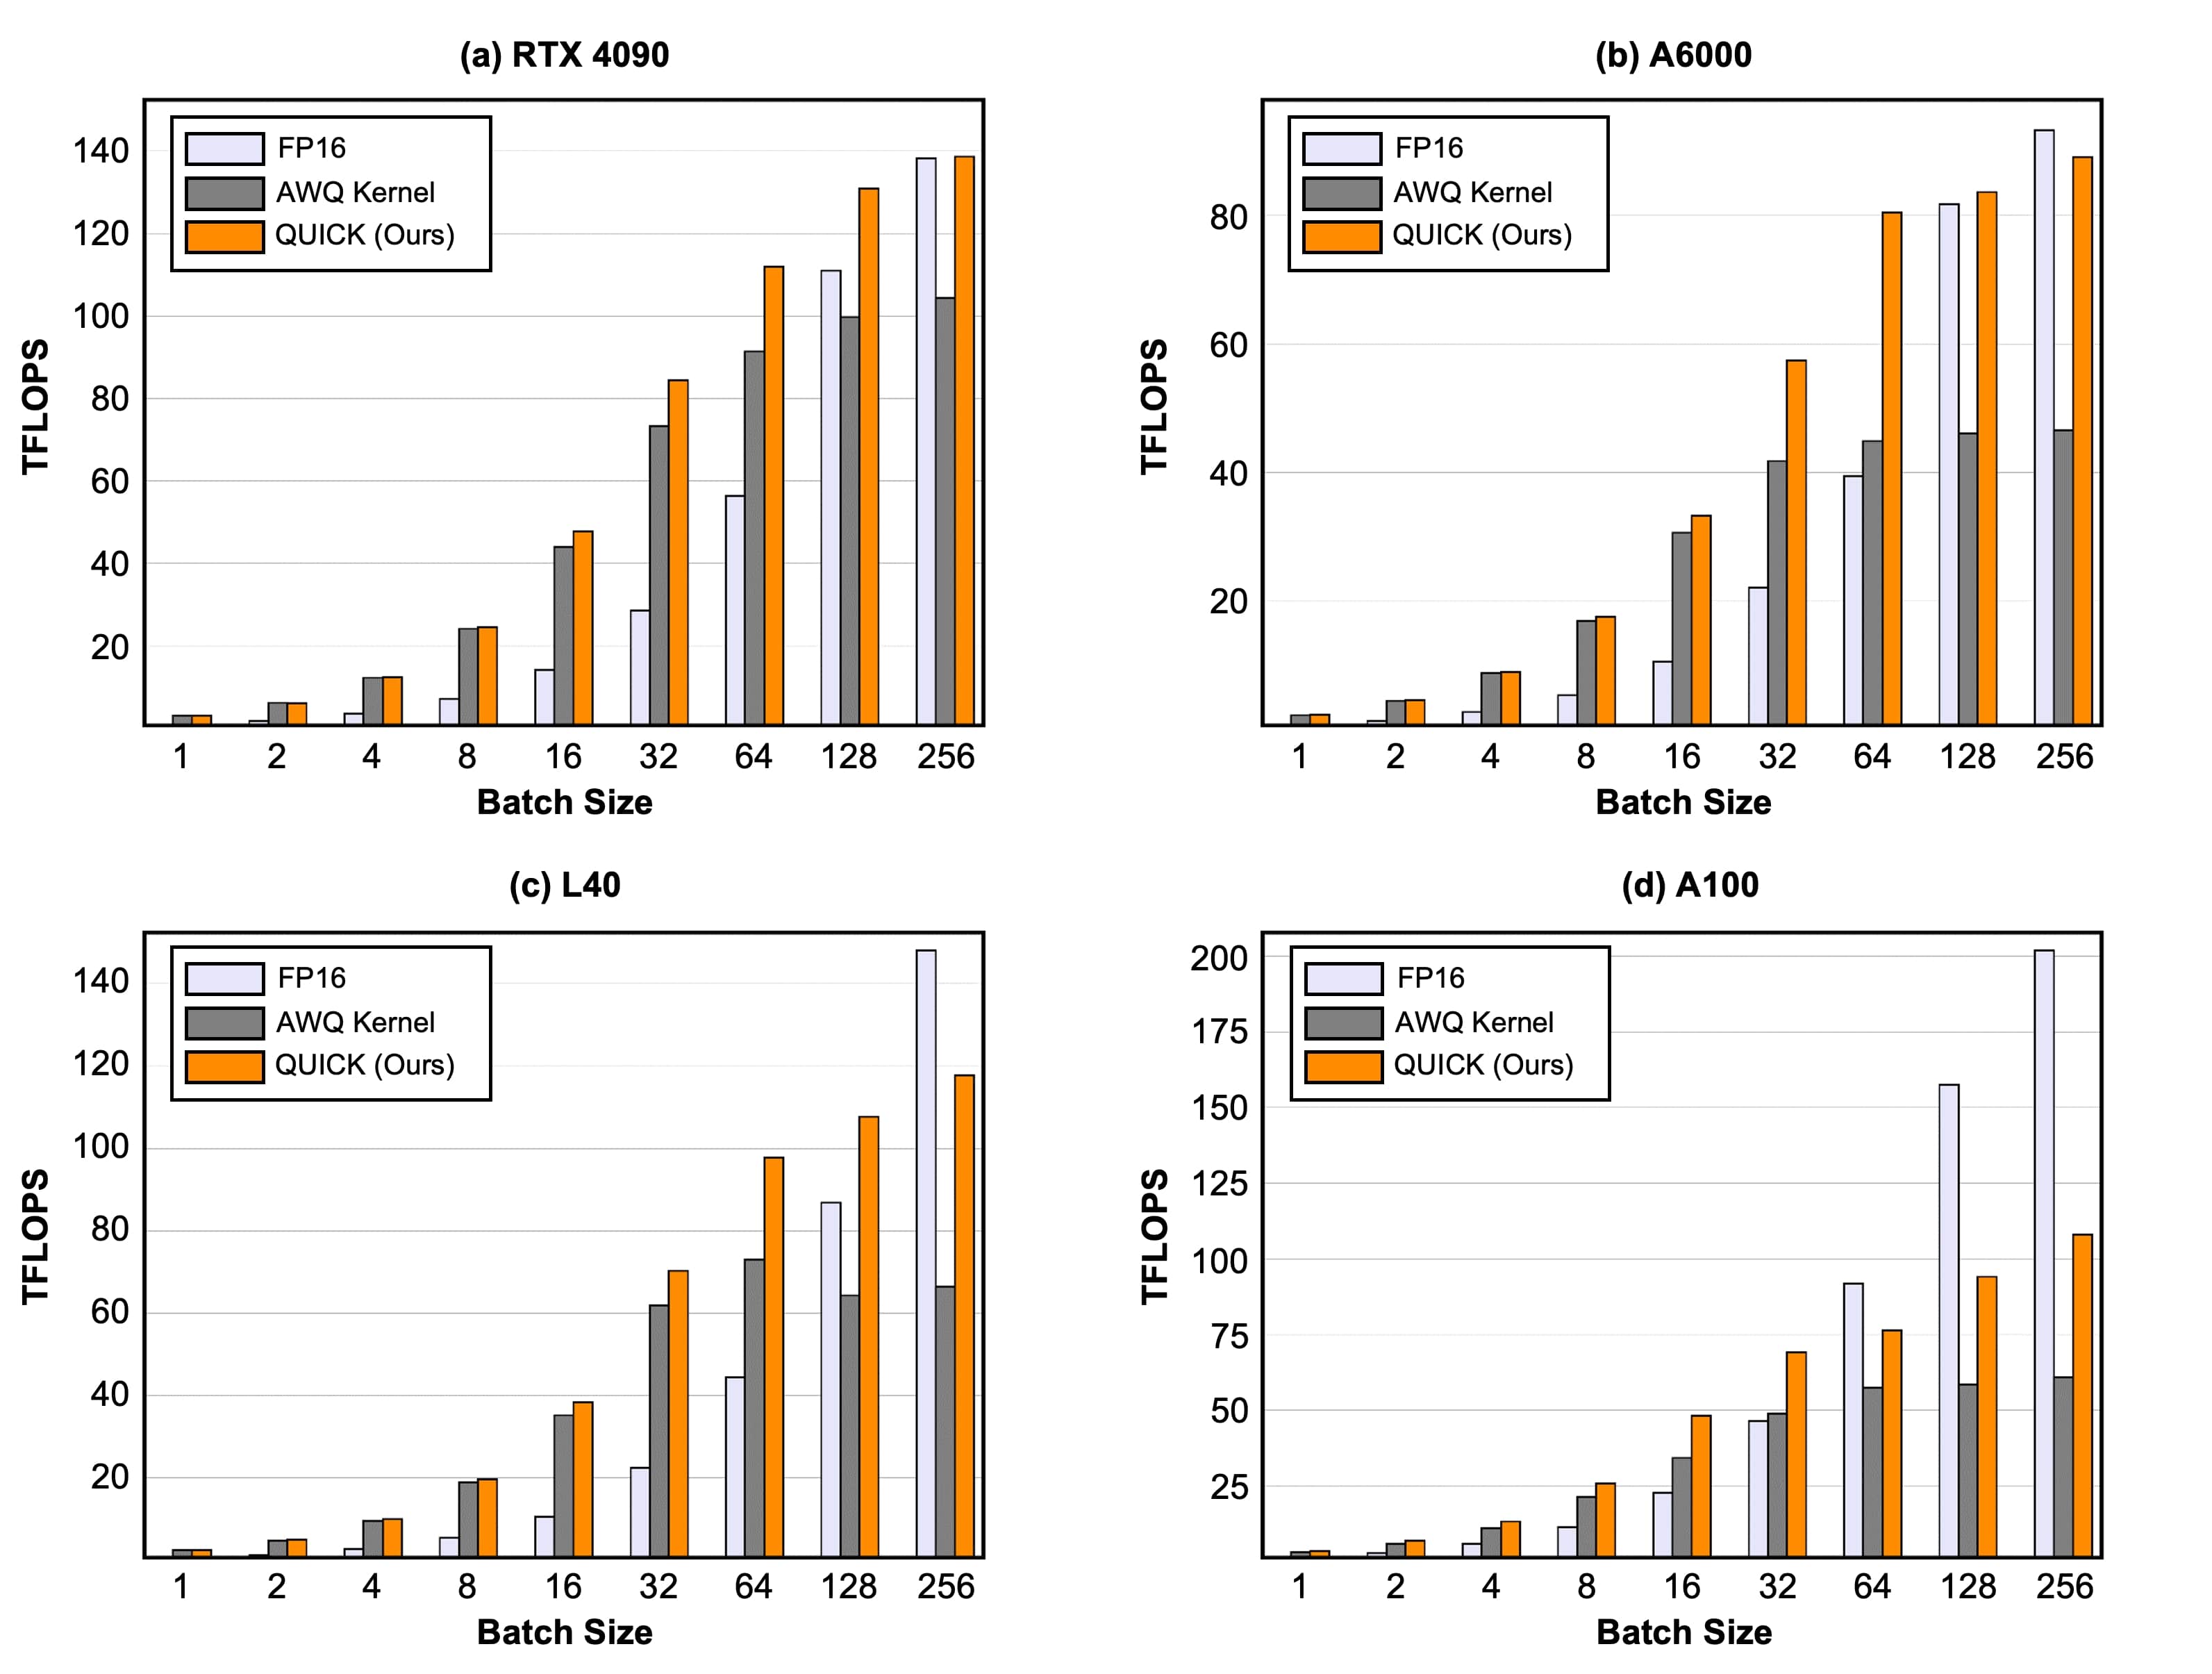 (a) RTX 4090
FP16
AWQ Kernel
QUICK (Ours)
TFLOPS
140
120
100
80
60
40
20
1 2 4 8 16 32 64 128 256
Batch Size
(b) A6000
FP16
AWQ Kernel
QUICK (Ours)
TFLOPS
80
60
40
20
1 2 4 8 16 32 64 128 256
Batch Size
(c) L40
FP16
AWQ Kernel
QUICK (Ours)
TFLOPS
140
120
100
80
60
40
20
1 2 4 8 16 32 64 128 256
Batch Size
(d) A100
FP16
AWQ Kernel
QUICK (Ours)
TFLOPS
200
175
150
125
100
75
50
25
1 2 4 8 16 32 64 128 256
Batch Size